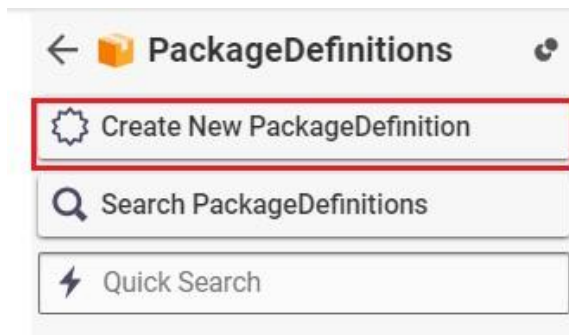 PackageDefinitions
Create New PackageDefinition
Search PackageDefinitions
Quick Search